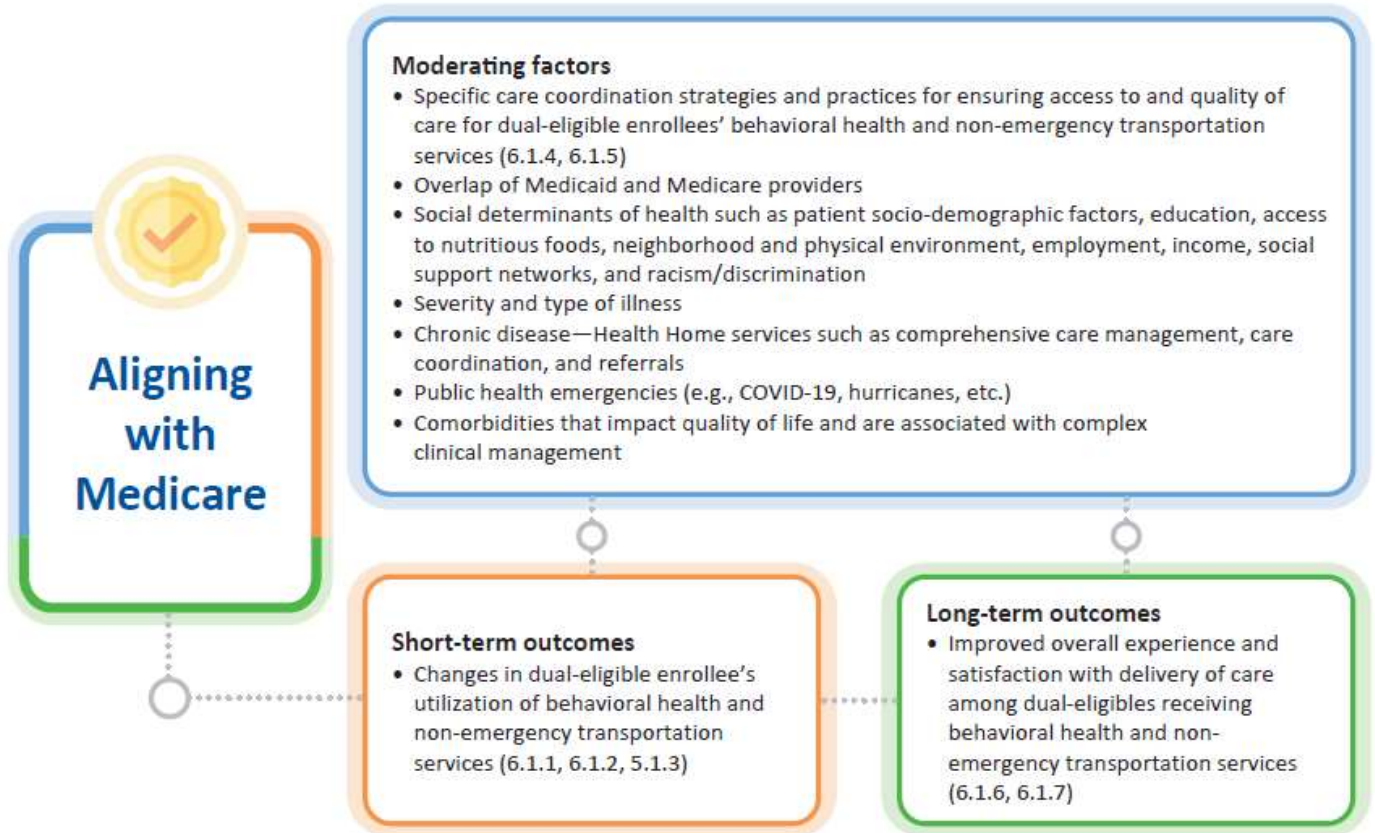 Aligning
with
Medicare
Moderating factors
• Specific care coordination strategies and practices for ensuring access to and quality of
care for dual-eligible enrollees’ behavioral health and non-emergency transportation
services (6.1.4, 6.1.5)
• Overlap of Medicaid and Medicare providers
• Social determinants of health such as patient socio-demographic factors, education, access
to nutritious foods, neighborhood and physical environment, employment, income, social
support networks, and racism/discrimination
• Severity and type of illness
• Chronic disease—Health Home services such as comprehensive care management, care
coordination, and referrals
• Public health emergencies (e.g., COVID-19, hurricanes, etc.)
• Comorbidities that impact quality of life and are associated with complex
clinical management
Short-term outcomes
• Changes in dual-eligible enrollee’s
utilization of behavioral health and
non-emergency transportation
services (6.1.1, 6.1.2, 5.1.3)
Long-term outcomes
• Improved overall experience and
satisfaction with delivery of care
among dual-eligibles receiving
behavioral health and non-
emergency transportation services
(6.1.6, 6.1.7)